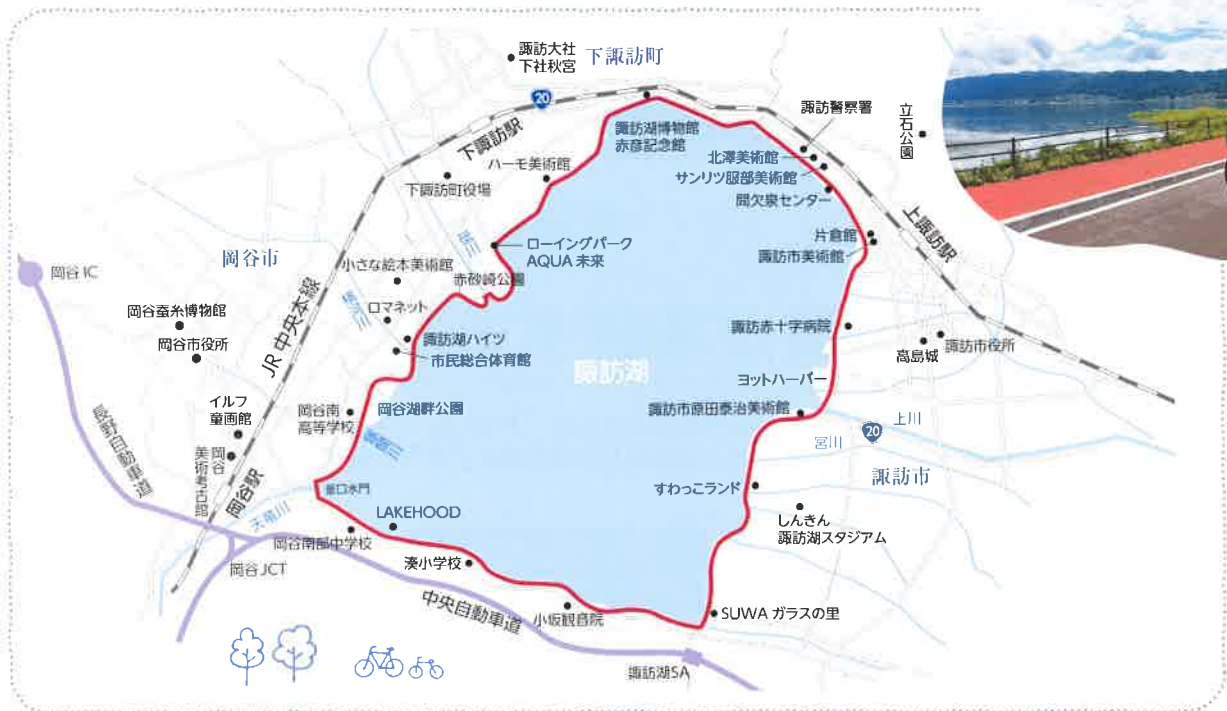 諏訪大社
下社秋宮
下諏訪町
20
諏訪警察署
立石公園
下諏訪駅
諏訪湖博物館
赤彦記念館
北澤美術館
サンリツ服部美術館
ハーモ美術館
下諏訪町役場
間欠泉センター
上諏訪駅
片倉館
諏訪市美術館
ローイングパーク
AQUA 未来
岡谷市
小さな絵本美術館
赤砂崎公園
岡谷 IC
岡谷蚕糸博物館
岡谷市役所
JR 中央本線
ロマネット
諏訪湖ハイツ
市民総合体育館
諏訪湖
諏訪赤十字病院
高島城
諏訪市役所
ヨットハーバー
イルフ
童画館
岡谷南
高等学校
岡谷湖畔公園
諏訪市原田泰治美術館
上川
20
宮川
諏訪市
長野自動車道
岡谷
美術考古館
岡谷駅
釜口水門
天竜川
LAKEHOOD
すわっこランド
しんきん
諏訪湖スタジアム
岡谷南部中学校
岡谷JCT
湊小学校
中央自動車道
小坂観音院
SUWA ガラスの里
諏訪湖SA